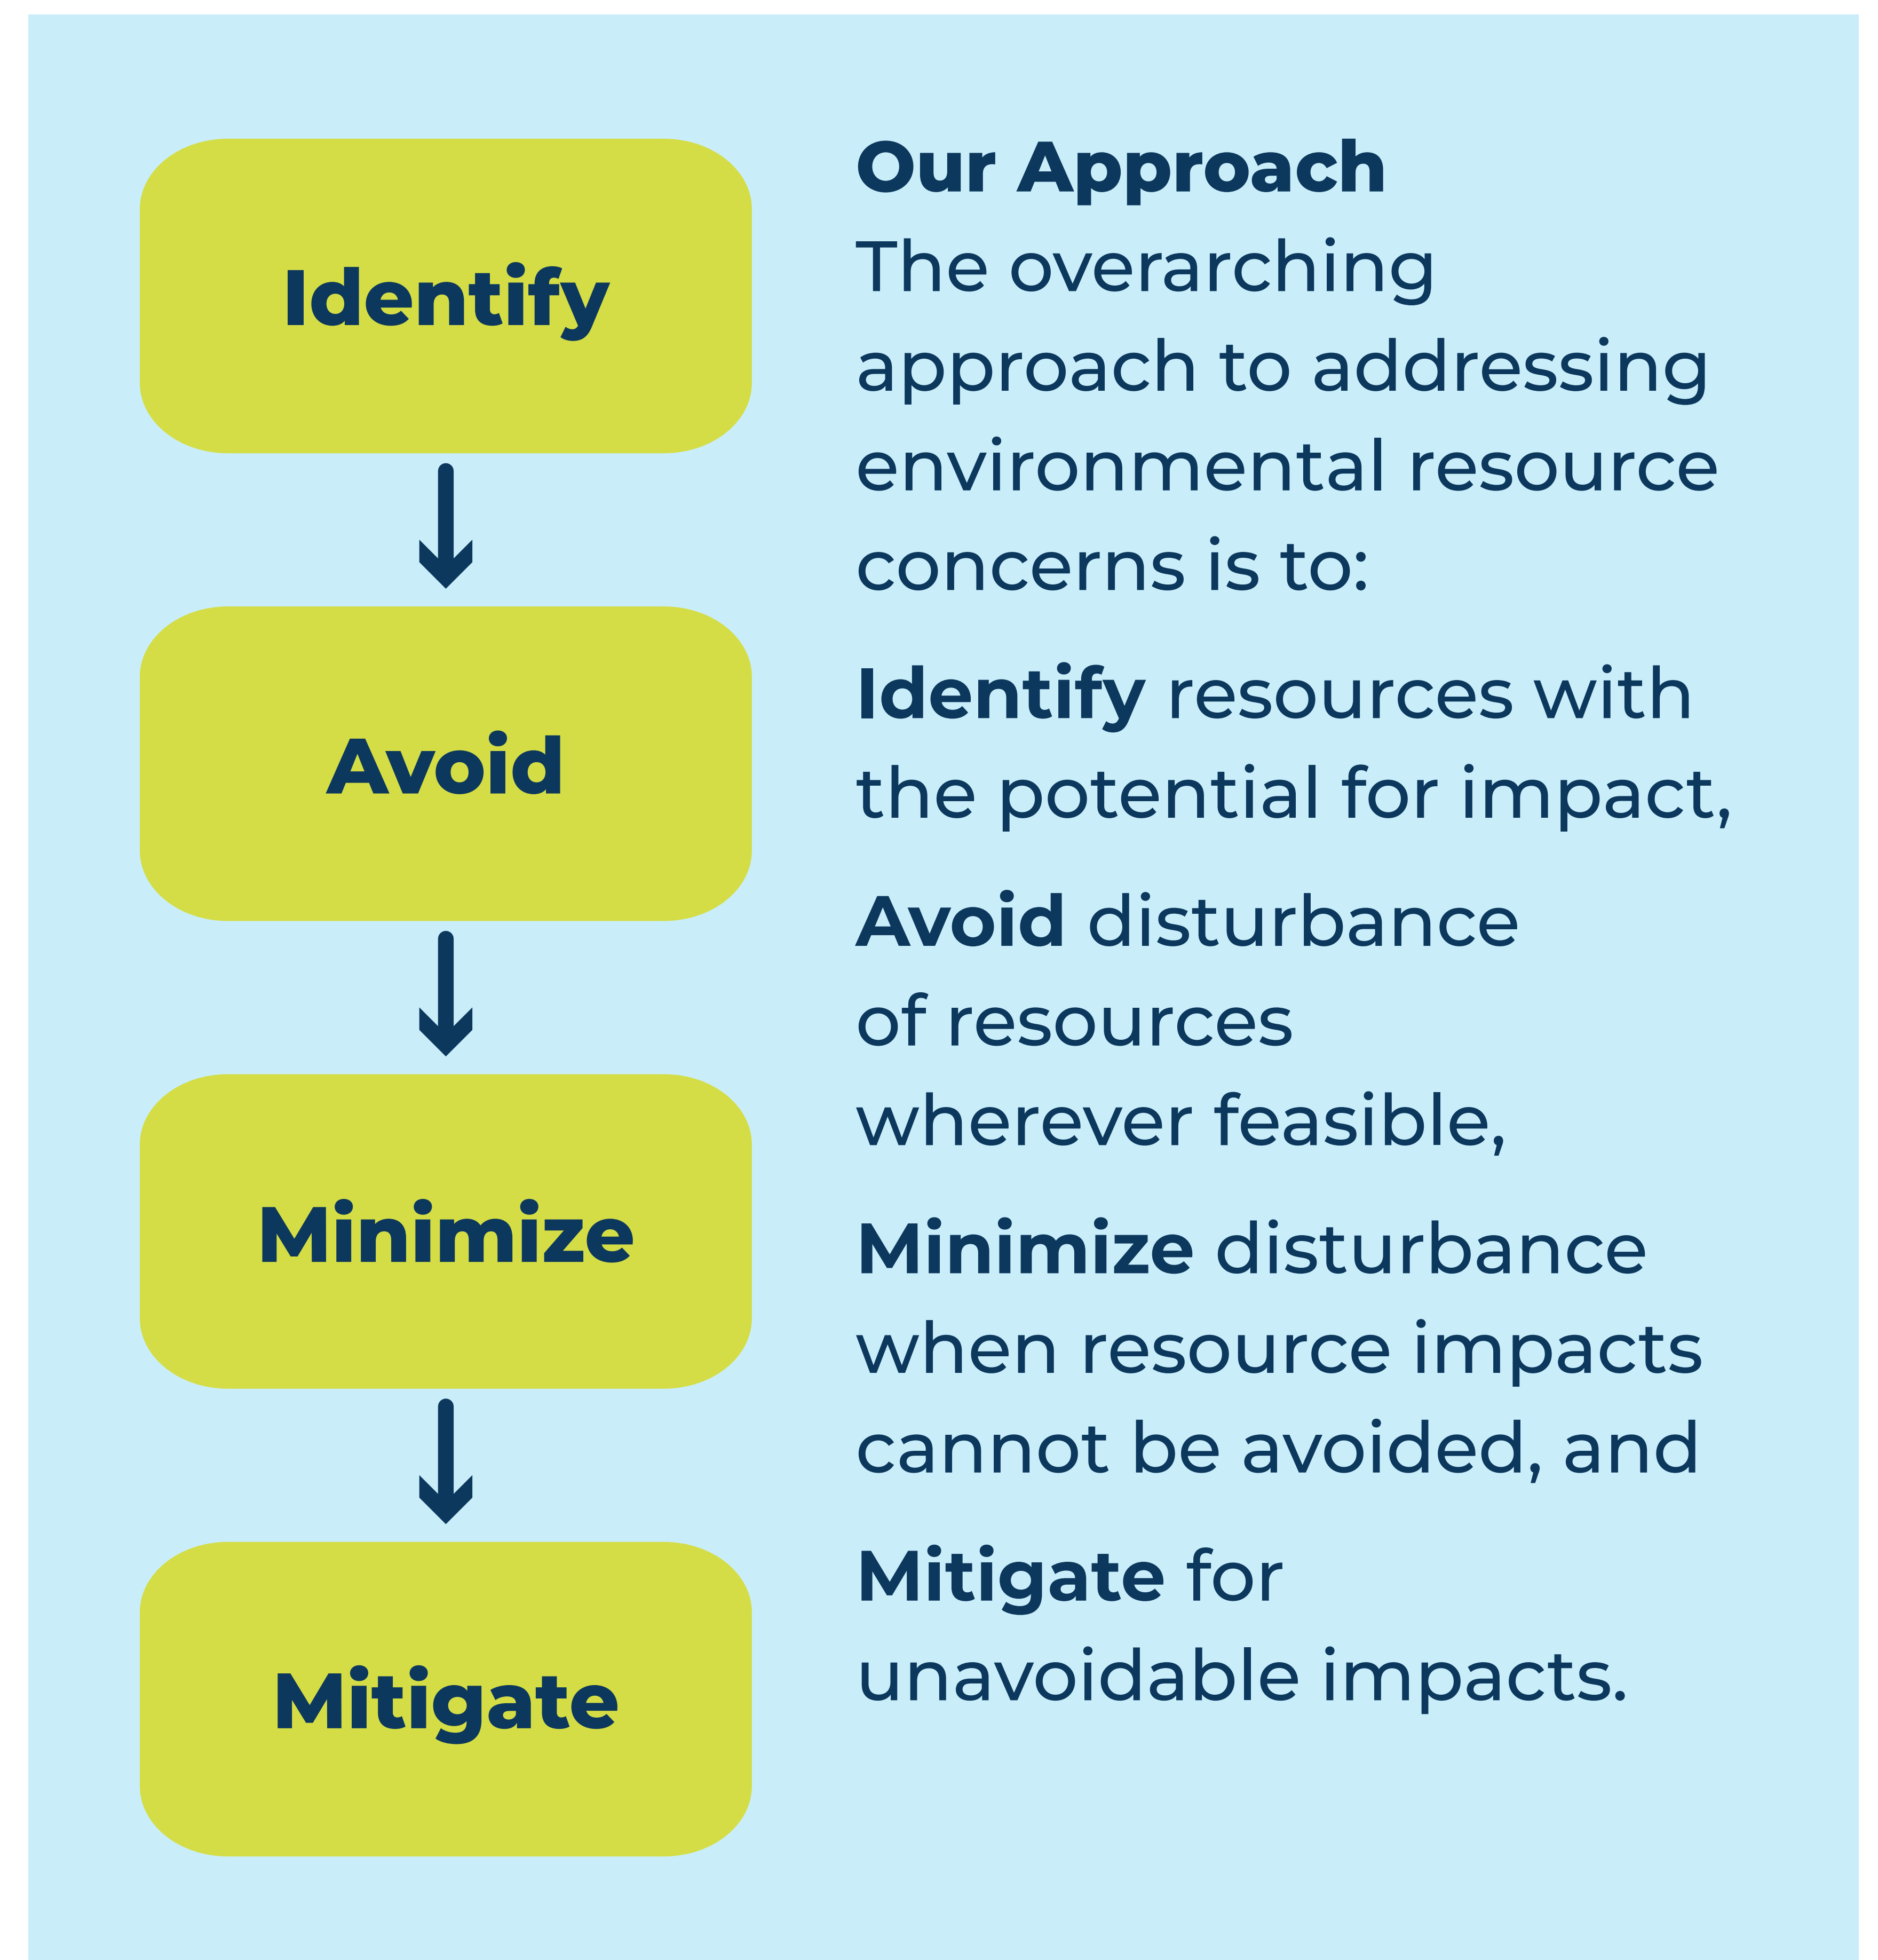 Identify
Avoid
Minimize
Mitigate
Our Approach
The overarching
approach to addressing
environmental resource
concerns is to:
Identify resources with
the potential for impact,
Avoid disturbance
of resources
wherever feasible,
Minimize disturbance
when resource impacts
cannot be avoided, and
Mitigate for
unavoidable impacts.